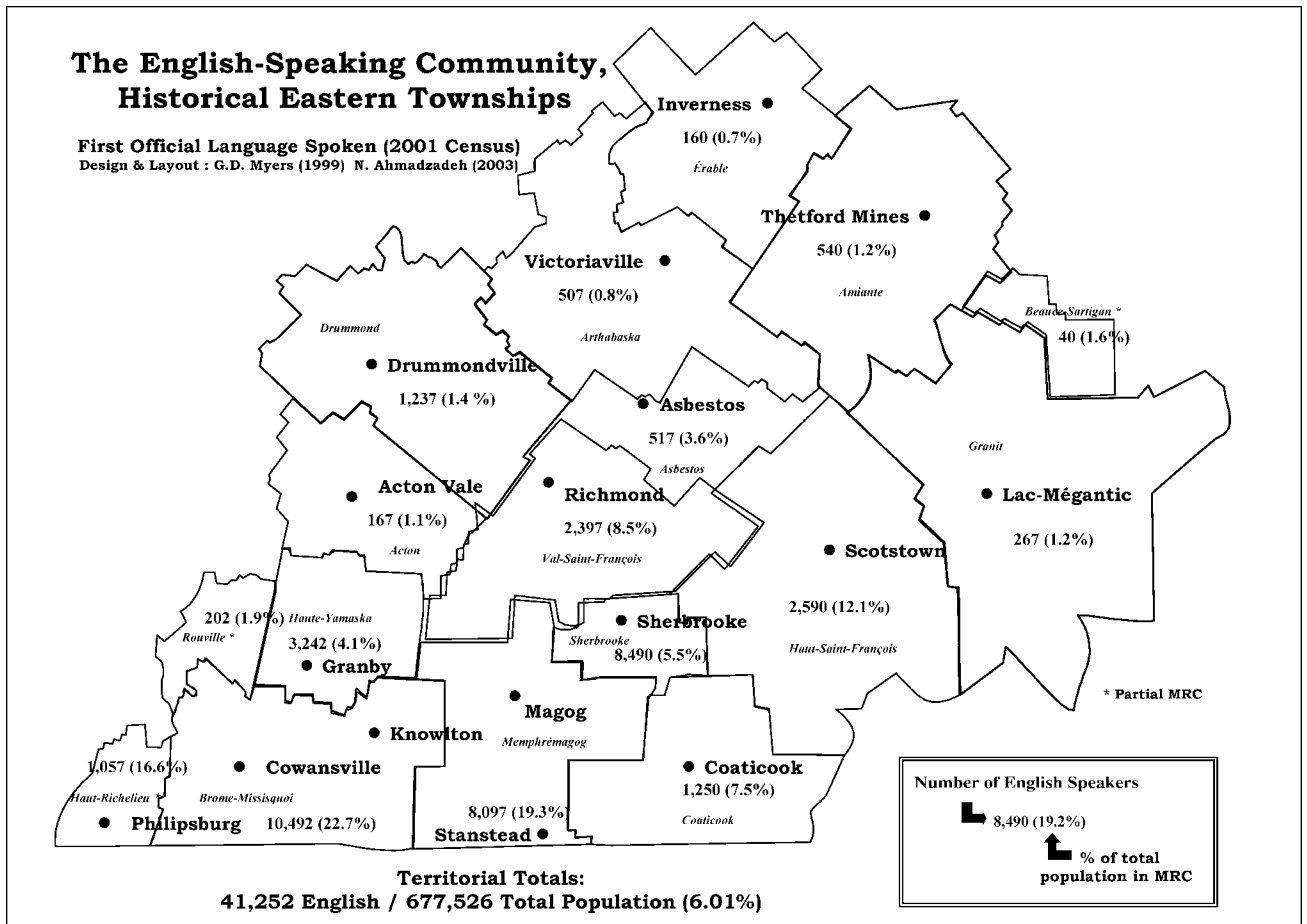 The English-Speaking Community,
Historical Eastern Townships
First Official Language Spoken (2001 Census)
Design & Layout : G.D. Myers (1999) N. Ahmadzadeh (2003)
Inverness
160 (0.7%)
Érable
Thetford Mines
540 (1.2%)
Amiante
Victoriaville
507 (0.8%)
Arthabaska
Beauce-Sartigan *
40 (1.6%)
Drummond
Drummondville
1,237 (1.4 %)
Asbestos
517 (3.6%)
Asbestos
Granit
Lac-Mégantic
267 (1.2%)
Acton Vale
167 (1.1%)
Acton
Richmond
2,397 (8.5%)
Val-Saint-François
Scotstown
2,590 (12.1%)
Haut-Saint-François
202 (1.9%)
Rouville *
Haute-Yamaska
3,242 (4.1%)
Granby
Sherbrooke
Sherbrooke
8,490 (5.5%)
* Partial MRC
Magog
Memphrémagog
8,097 (19.3%)
Stanstead
Knowlton
Cowansville
Brome-Missisquoi
10,492 (22.7%)
1,057 (16.6%)
Haut-Richelieu *
Philipsburg
Coaticook
1,250 (7.5%)
Coaticook
Number of English Speakers
8,490 (19.2%)
% of total
population in MRC
Territorial Totals:
41,252 English / 677,526 Total Population (6.01%)